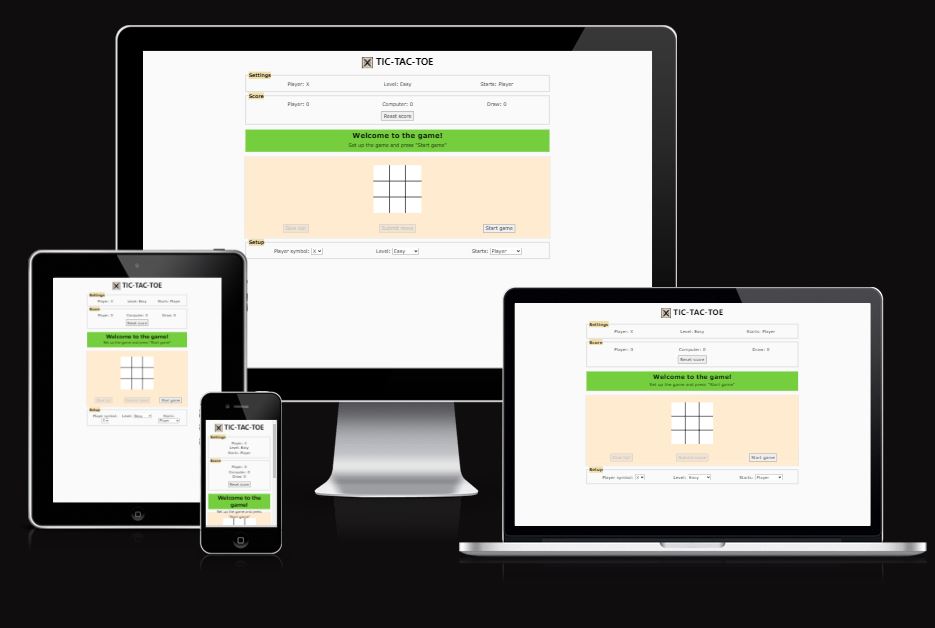 TIC-TAC-TOE
Settings
Player: X Level: Easy Starts: Player
Score
Player: 0 Computer: 0 Draw: 0
Reset score
Welcome to the game!
Set up the game and press "Start game"
Give up! Submit move Start game
Setup
Player symbol: X Level: Easy Starts: Player
TIC-TAC-TOE
Settings
Player: X Level: Easy Starts: Player
Score
Player: 0 Computer: 0 Draw: 0
Reset score
Welcome to the game!
Set up the game and press "Start game"
Give up! Submit move Start game
Setup
Player symbol: Level: Easy Starts:
X Player
TIC-TAC-TOE
Settings
Player: X
Level: Easy
Starts: Player
Score
Player: 0
Computer: 0
Draw: 0
Reset score
Welcome to the
game!
Set up the game and press
"Start game"
TIC-TAC-TOE
Settings
Player: X Level: Easy Starts: Player
Score
Player: 0 Computer: 0 Draw: 0
Reset score
Welcome to the game!
Set up the game and press "Start game"
Give up! Submit move Start game
Setup
Player symbol: X Level: Easy Starts: Player